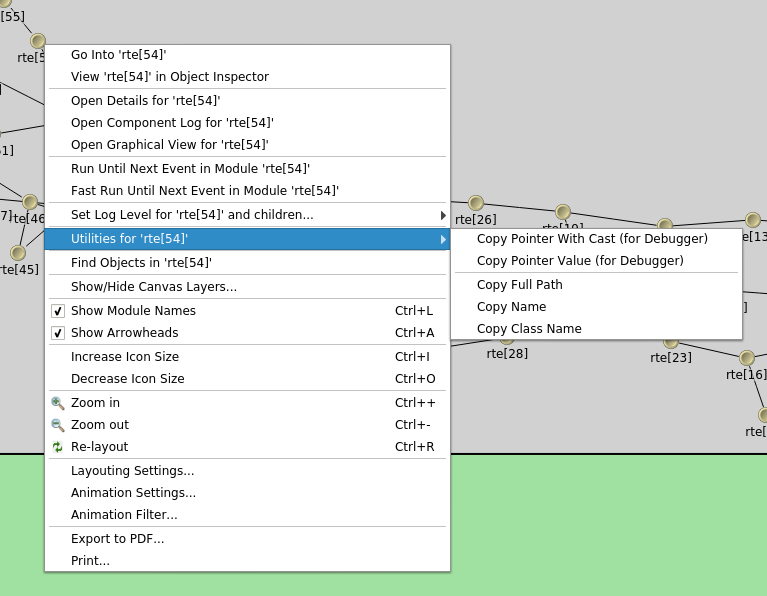 [55]
Go Into 'rte[54]'
View 'rte[54]' in Object Inspector
Open Details for 'rte[54]'
Open Component Log for 'rte[54]'
Open Graphical View for 'rte[54]'
Run Until Next Event in Module 'rte[54]'
Fast Run Until Next Event in Module 'rte[54]'
Set Log Level for 'rte[54]' and children...
Utilities for 'rte[54]'
Find Objects in 'rte[54]'
Show/Hide Canvas Layers...
Show Module Names Ctrl+L
Show Arrowheads Ctrl+A
Increase Icon Size Ctrl+I
Decrease Icon Size Ctrl+O
Zoom in Ctrl++
Zoom out Ctrl+-
Re-layout Ctrl+R
Layouting Settings...
Animation Settings...
Animation Filter...
Export to PDF...
Print...
Copy Pointer With Cast (for Debugger)
Copy Pointer Value (for Debugger)
Copy Full Path
Copy Name
Copy Class Name
rte[46
rte[45]
rte[26]
rte[28]
rte[23]
rte[16]
rte[